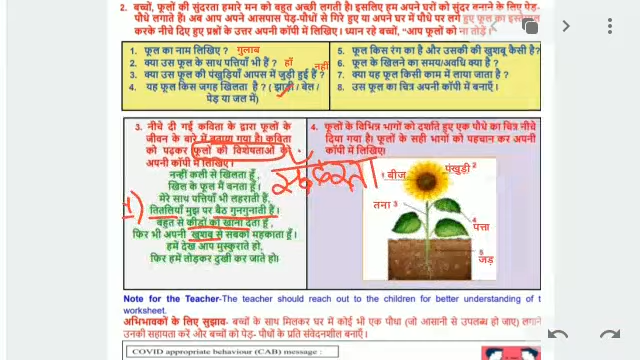 2. बच्चों, फूलों की सुंदरता हमारे मन को बहुत अच्छी लगती है। इसलिए हम अपने घरों को सुंदर बनाने के लिए पेड़-
पौधे लगाते हैं। अब आप अपने आसपास पेड़-पौधों से गिरे हुए या अपने घर में पौधे पर लगे हुए फूल का इस्तेमाल
करके नीचे दिए हुए प्रश्नों के उत्तर अपनी कॉपी में लिखिए। ध्यान रहे बच्चों, "आप फूलों को ना तोड़ें।
1. फूल का नाम लिखिए? गुलाब
2. क्या उस फूल के साथ पत्तियाँ भी हैं? हाँ
3. क्या उस फूल की पंखुड़ियाँ आपस में जुड़ी हुई हैं? नहीं
4. यह फूल किस जगह खिलता है? (झाड़ी / बेल /
पेड़ या जल में)
5. फूल किस रंग का है और उसकी की खुशबू कैसी है?
6. फूल के खिलने का समय/अवधि क्या है?
7. क्या यह फूल किसी काम में लाया जाता है?
8. उस फूल का चित्र अपनी कॉपी में बनाएँ।
3. नीचे दी गई कविता के द्वारा फूलों के
जीवन के बारे में बताया गया है। कविता
को पढ़कर फूलों की विशेषताओं को
अपनी कॉपी में लिखिए।
नन्हीं कली से खिलता हूँ,
खिल के फूल मैं बनता हूँ।
मेरे साथ पत्तियाँ भी लहराती हैं,
तितलियाँ मुझ पर बैठ गुनगुनाती हैं।
बहुत से कीड़ों को खाना देता हूँ,
फिर भी अपनी खुशबू से सबको महकाता हूँ।
हमें देख आप मुस्कुराते हो,
फिर हमें तोड़कर दुखी कर जाते हो।
सुंदरता
4. फूलों के विभिन्न भागों को दर्शाते हुए एक पौधे का चित्र नीचे
दिया गया है। फूलों के सही भागों को पहचान कर अपनी
कॉपी में लिखिए।
1 बीज
पंखुड़ी 2
तना 3
4
पत्ता
5
जड़
Note for the Teacher-The teacher should reach out to the children for better understanding of t
worksheet.
अभिभावकों के लिए सुझाव- बच्चों के साथ मिलकर घर में कोई भी एक पौधा (जो आसानी से उपलब्ध हो जाए) लगाने
उनकी सहायता करें और बच्चों को पेड़- पौधों के प्रति संवेदनशील बनाएँ।
COVID appropriate behaviour (CAB) message :